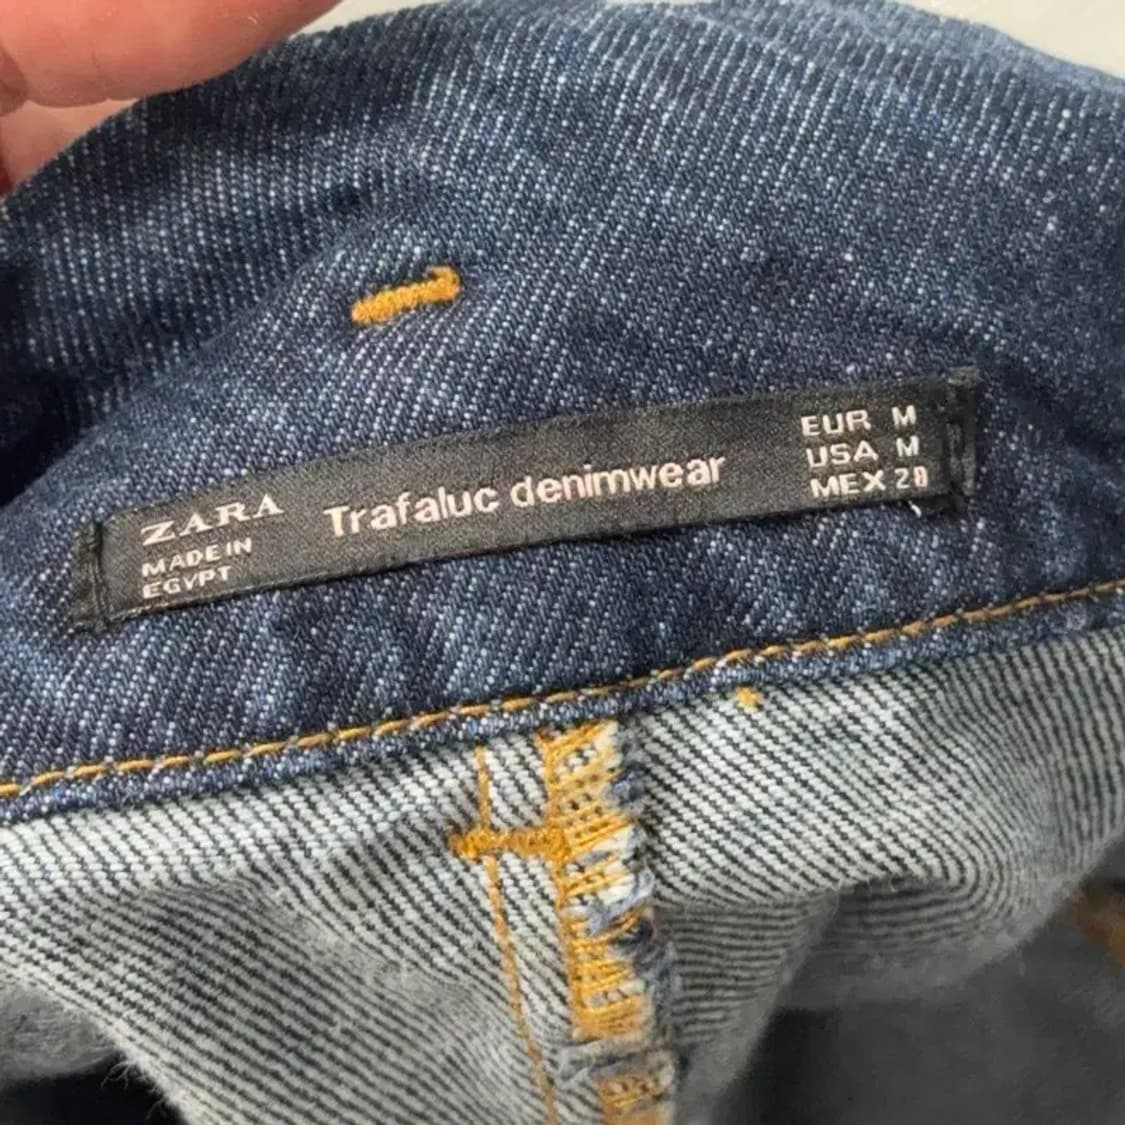 ZARA
MADE IN
EGYPT
Trafaluc denimwear
EUR M
USA M
MEX 28